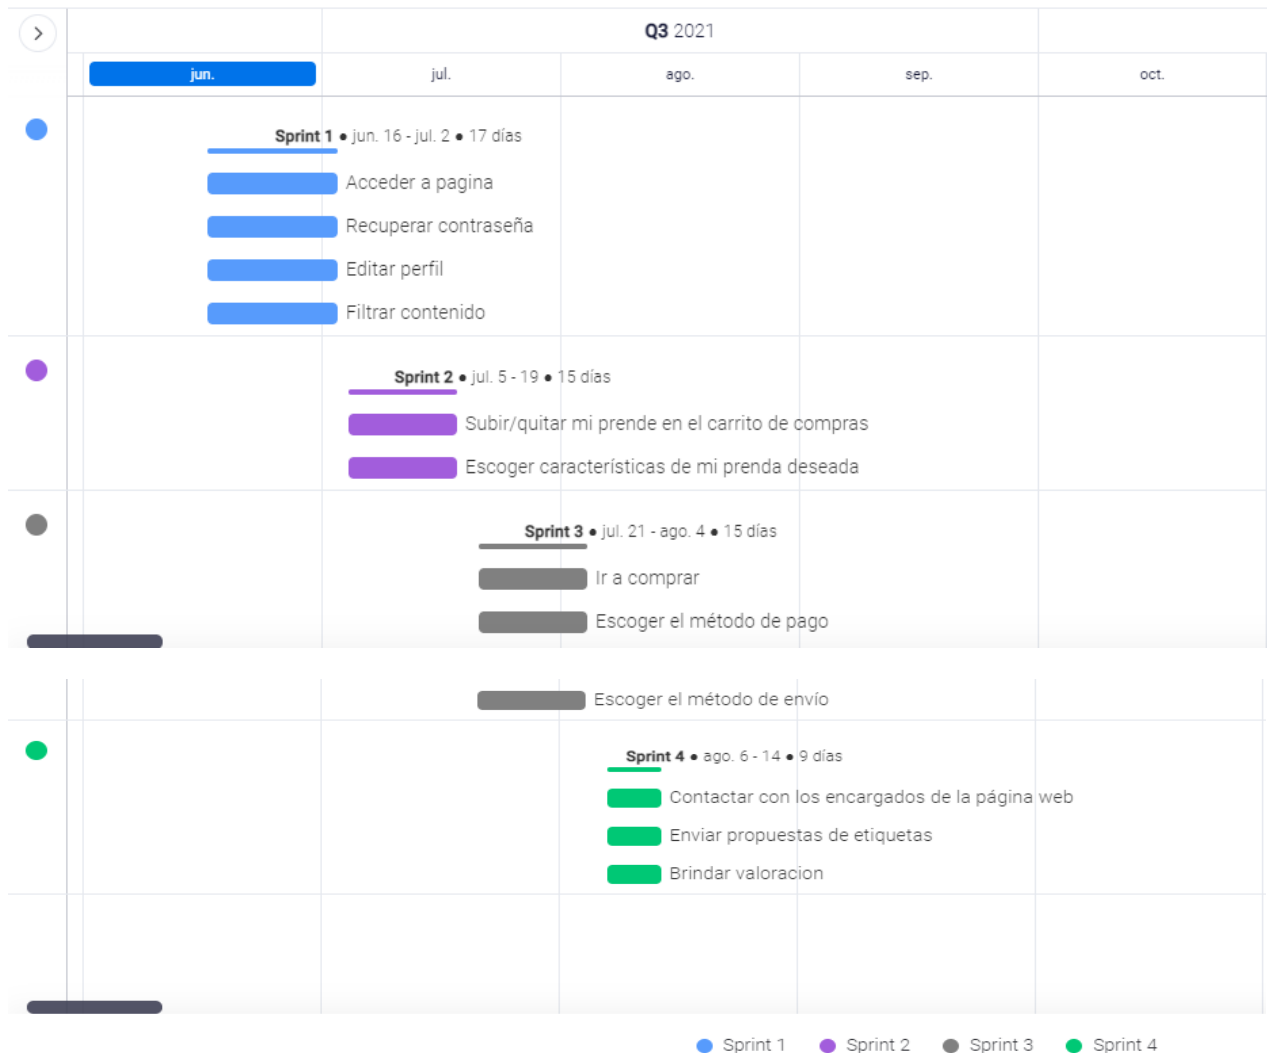 Q3 2021
jun. jul. ago. sep. oct.
Sprint 1 ● jun. 16 - jul. 2 ● 17 días
Acceder a pagina
Recuperar contraseña
Editar perfil
Filtrar contenido
Sprint 2 ● jul. 5 - 19 ● 15 días
Subir/quitar mi prende en el carrito de compras
Escoger características de mi prenda deseada
Sprint 3 ● jul. 21 - ago. 4 ● 15 días
Ir a comprar
Escoger el método de pago
Escoger el método de envío
Sprint 4 ● ago. 6 - 14 ● 9 días
Contactar con los encargados de la página web
Enviar propuestas de etiquetas
Brindar valoracion
Sprint 1 Sprint 2 Sprint 3 Sprint 4